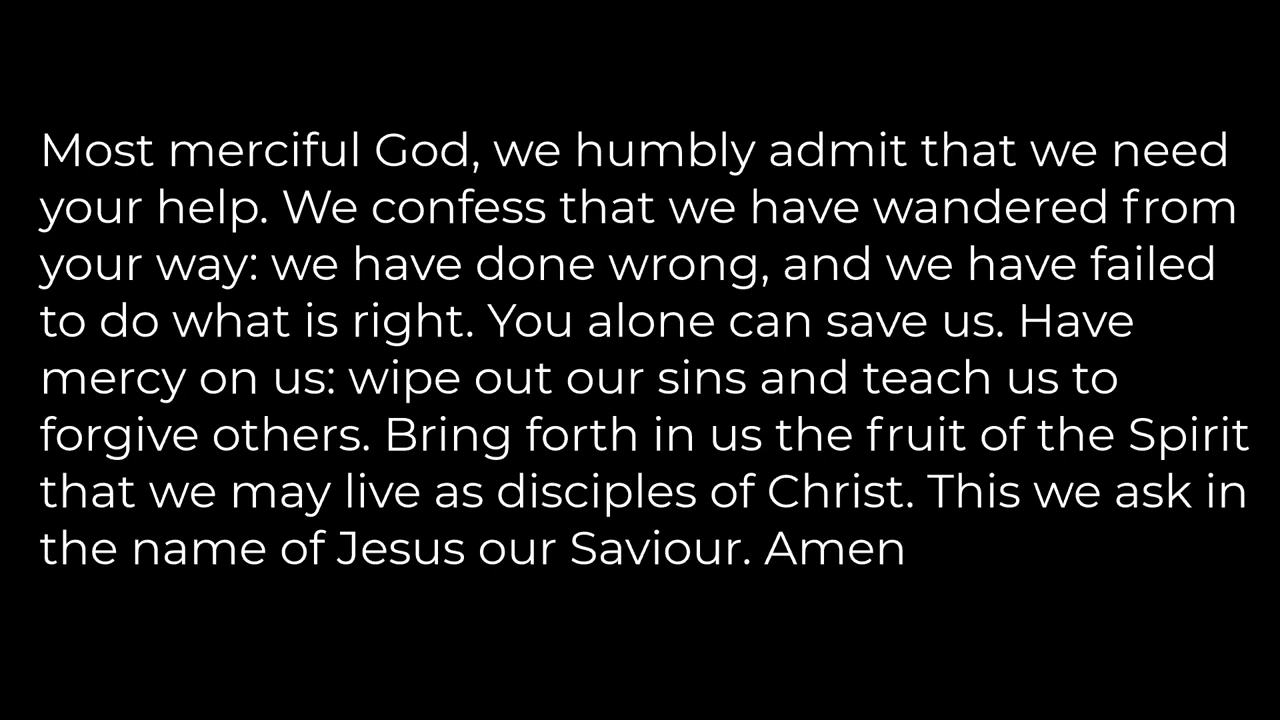 Most merciful God, we humbly admit that we need
your help. We confess that we have wandered from
your way: we have done wrong, and we have failed
to do what is right. You alone can save us. Have
mercy on us: wipe out our sins and teach us to
forgive others. Bring forth in us the fruit of the Spirit
that we may live as disciples of Christ. This we ask in
the name of Jesus our Saviour. Amen